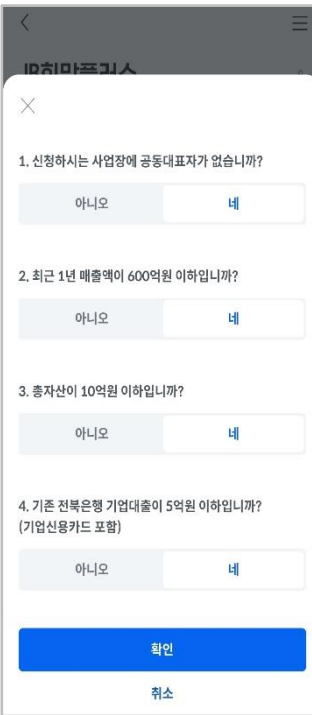 JB희망플러스
1. 신청하시는 사업장에 공동대표자가 없습니까?
아니오 네
2. 최근 1년 매출액이 600억원 이하입니까?
아니오 네
3. 총자산이 10억원 이하입니까?
아니오 네
4. 기존 전북은행 기업대출이 5억원 이하입니까?
(기업신용카드 포함)
아니오 네
확인
취소